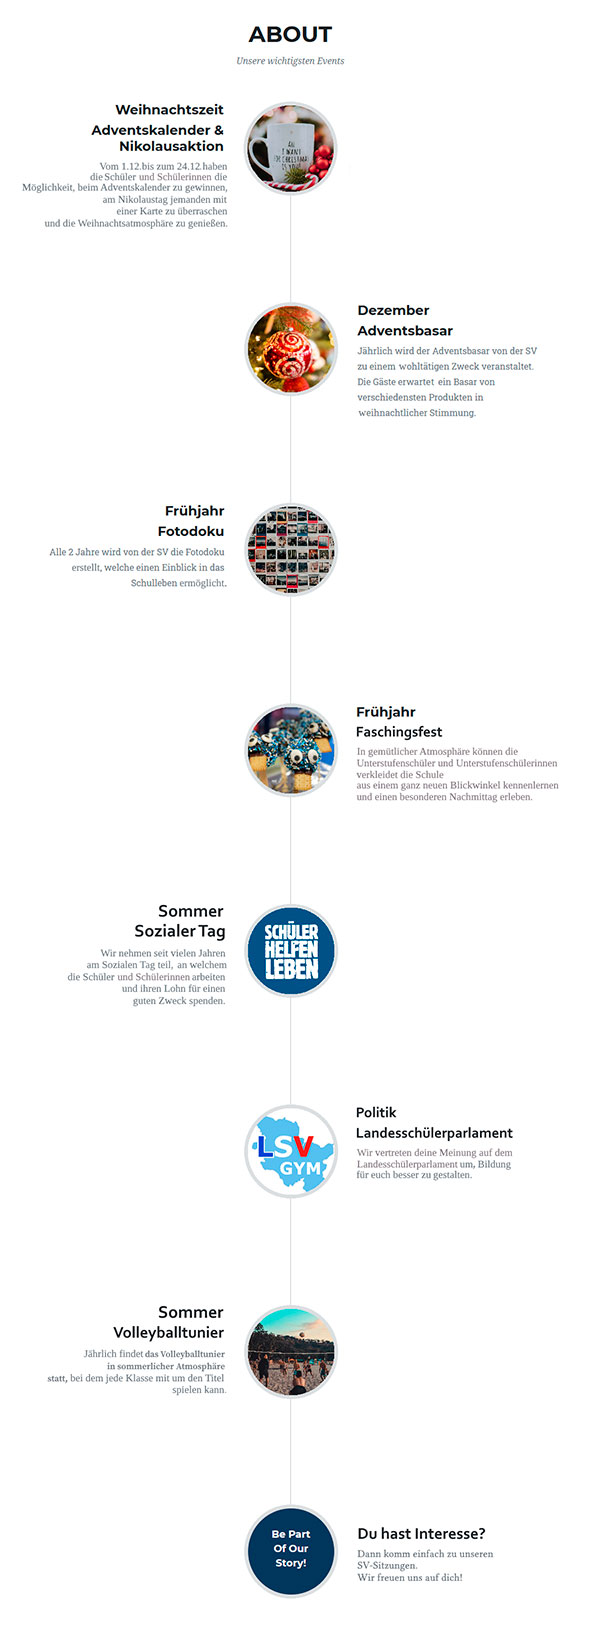 ABOUT
Unsere wichtigsten Events
Weihnachtszeit
Adventskalender &
Nikolausaktion
Vom 1.12.bis zum 24.12.haben
die Schüler und Schülerinnen die
Möglichkeit, beim Adventskalender zu gewinnen,
am Nikolaustag jemanden mit
einer Karte zu überraschen
und die Weihnachtsatmosphäre zu genießen.
ALL
I WANT
FOR CHRISTMAS
IS YOU
Dezember
Adventsbasar
Jährlich wird der Adventsbasar von der SV
zu einem wohltätigen Zweck veranstaltet.
Die Gäste erwartet ein Basar von
verschiedensten Produkten in
weihnachtlicher Stimmung.
Frühjahr
Fotodoku
Alle 2 Jahre wird von der SV die Fotodoku
erstellt, welche einen Einblick in das
Schulleben ermöglicht.
Frühjahr
Faschingsfest
In gemütlicher Atmosphäre können die
Unterstufenschüler und Unterstufenschülerinnen
verkleidet die Schule
aus einem ganz neuen Blickwinkel kennenlernen
und einen besonderen Nachmittag erleben.
Sommer
Sozialer Tag
Wir nehmen seit vielen Jahren
am Sozialen Tag teil, an welchem
die Schüler und Schülerinnen arbeiten
und ihren Lohn für einen
guten Zweck spenden.
SCHÜLER
HELFEN
LEBEN
Politik
Landesschülerparlament
Wir vertreten deine Meinung auf dem
Landesschülerparlament um, Bildung
für euch besser zu gestalten.
LSV
GYM
Sommer
Volleyballtunier
Jährlich findet das Volleyballtunier
in sommerlicher Atmosphäre
statt, bei dem jede Klasse mit um den Titel
spielen kann.
Be Part
Of Our
Story!
Du hast Interesse?
Dann komm einfach zu unseren
SV-Sitzungen.
Wir freuen uns auf dich!